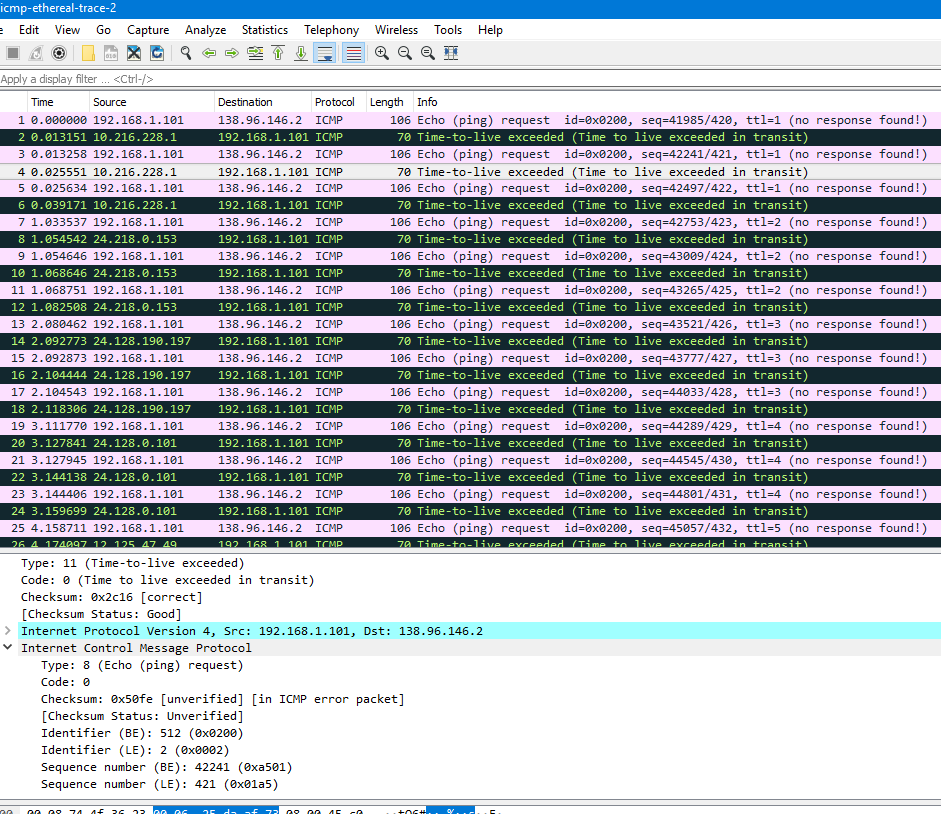 icmp-ethereal-trace-2
Edit View Go Capture Analyze Statistics Telephony Wireless Tools Help
Apply a display filter ... <Ctrl-/>
Time Source Destination Protocol Length Info
1 0.000000 192.168.1.101 138.96.146.2 ICMP 106 Echo (ping) request id=0x0200, seq=41985/420, ttl=1 (no response found!)
2 0.013151 10.216.228.1 192.168.1.101 ICMP 70 Time-to-live exceeded (Time to live exceeded in transit)
3 0.013258 192.168.1.101 138.96.146.2 ICMP 106 Echo (ping) request id=0x0200, seq=42241/421, ttl=1 (no response found!)
4 0.025551 10.216.228.1 192.168.1.101 ICMP 70 Time-to-live exceeded (Time to live exceeded in transit)
5 0.025634 192.168.1.101 138.96.146.2 ICMP 106 Echo (ping) request id=0x0200, seq=42497/422, ttl=1 (no response found!)
6 0.039171 10.216.228.1 192.168.1.101 ICMP 70 Time-to-live exceeded (Time to live exceeded in transit)
7 1.033537 192.168.1.101 138.96.146.2 ICMP 106 Echo (ping) request id=0x0200, seq=42753/423, ttl=2 (no response found!)
8 1.054542 24.218.0.153 192.168.1.101 ICMP 70 Time-to-live exceeded (Time to live exceeded in transit)
9 1.054646 192.168.1.101 138.96.146.2 ICMP 106 Echo (ping) request id=0x0200, seq=43009/424, ttl=2 (no response found!)
10 1.068646 24.218.0.153 192.168.1.101 ICMP 70 Time-to-live exceeded (Time to live exceeded in transit)
11 1.068751 192.168.1.101 138.96.146.2 ICMP 106 Echo (ping) request id=0x0200, seq=43265/425, ttl=2 (no response found!)
12 1.082508 24.218.0.153 192.168.1.101 ICMP 70 Time-to-live exceeded (Time to live exceeded in transit)
13 2.080462 192.168.1.101 138.96.146.2 ICMP 106 Echo (ping) request id=0x0200, seq=43521/426, ttl=3 (no response found!)
14 2.092773 24.128.190.197 192.168.1.101 ICMP 70 Time-to-live exceeded (Time to live exceeded in transit)
15 2.092873 192.168.1.101 138.96.146.2 ICMP 106 Echo (ping) request id=0x0200, seq=43777/427, ttl=3 (no response found!)
16 2.104444 24.128.190.197 192.168.1.101 ICMP 70 Time-to-live exceeded (Time to live exceeded in transit)
17 2.104543 192.168.1.101 138.96.146.2 ICMP 106 Echo (ping) request id=0x0200, seq=44033/428, ttl=3 (no response found!)
18 2.118306 24.128.190.197 192.168.1.101 ICMP 70 Time-to-live exceeded (Time to live exceeded in transit)
19 3.111770 192.168.1.101 138.96.146.2 ICMP 106 Echo (ping) request id=0x0200, seq=44289/429, ttl=4 (no response found!)
20 3.127841 24.128.0.101 192.168.1.101 ICMP 70 Time-to-live exceeded (Time to live exceeded in transit)
21 3.127945 192.168.1.101 138.96.146.2 ICMP 106 Echo (ping) request id=0x0200, seq=44545/430, ttl=4 (no response found!)
22 3.144138 24.128.0.101 192.168.1.101 ICMP 70 Time-to-live exceeded (Time to live exceeded in transit)
23 3.144406 192.168.1.101 138.96.146.2 ICMP 106 Echo (ping) request id=0x0200, seq=44801/431, ttl=4 (no response found!)
24 3.159699 24.128.0.101 192.168.1.101 ICMP 70 Time-to-live exceeded (Time to live exceeded in transit)
25 4.158711 192.168.1.101 138.96.146.2 ICMP 106 Echo (ping) request id=0x0200, seq=45057/432, ttl=5 (no response found!)
26 4.174097 12.125.47.49 192.168.1.101 ICMP 70 Time-to-live exceeded (Time to live exceeded in transit)
Type: 11 (Time-to-live exceeded)
Code: 0 (Time to live exceeded in transit)
Checksum: 0x2c16 [correct]
[Checksum Status: Good]
Internet Protocol Version 4, Src: 192.168.1.101, Dst: 138.96.146.2
Internet Control Message Protocol
Type: 8 (Echo (ping) request)
Code: 0
Checksum: 0x50fe [unverified] [in ICMP error packet]
[Checksum Status: Unverified]
Identifier (BE): 512 (0x0200)
Identifier (LE): 2 (0x0002)
Sequence number (BE): 42241 (0xa501)
Sequence number (LE): 421 (0x01a5)